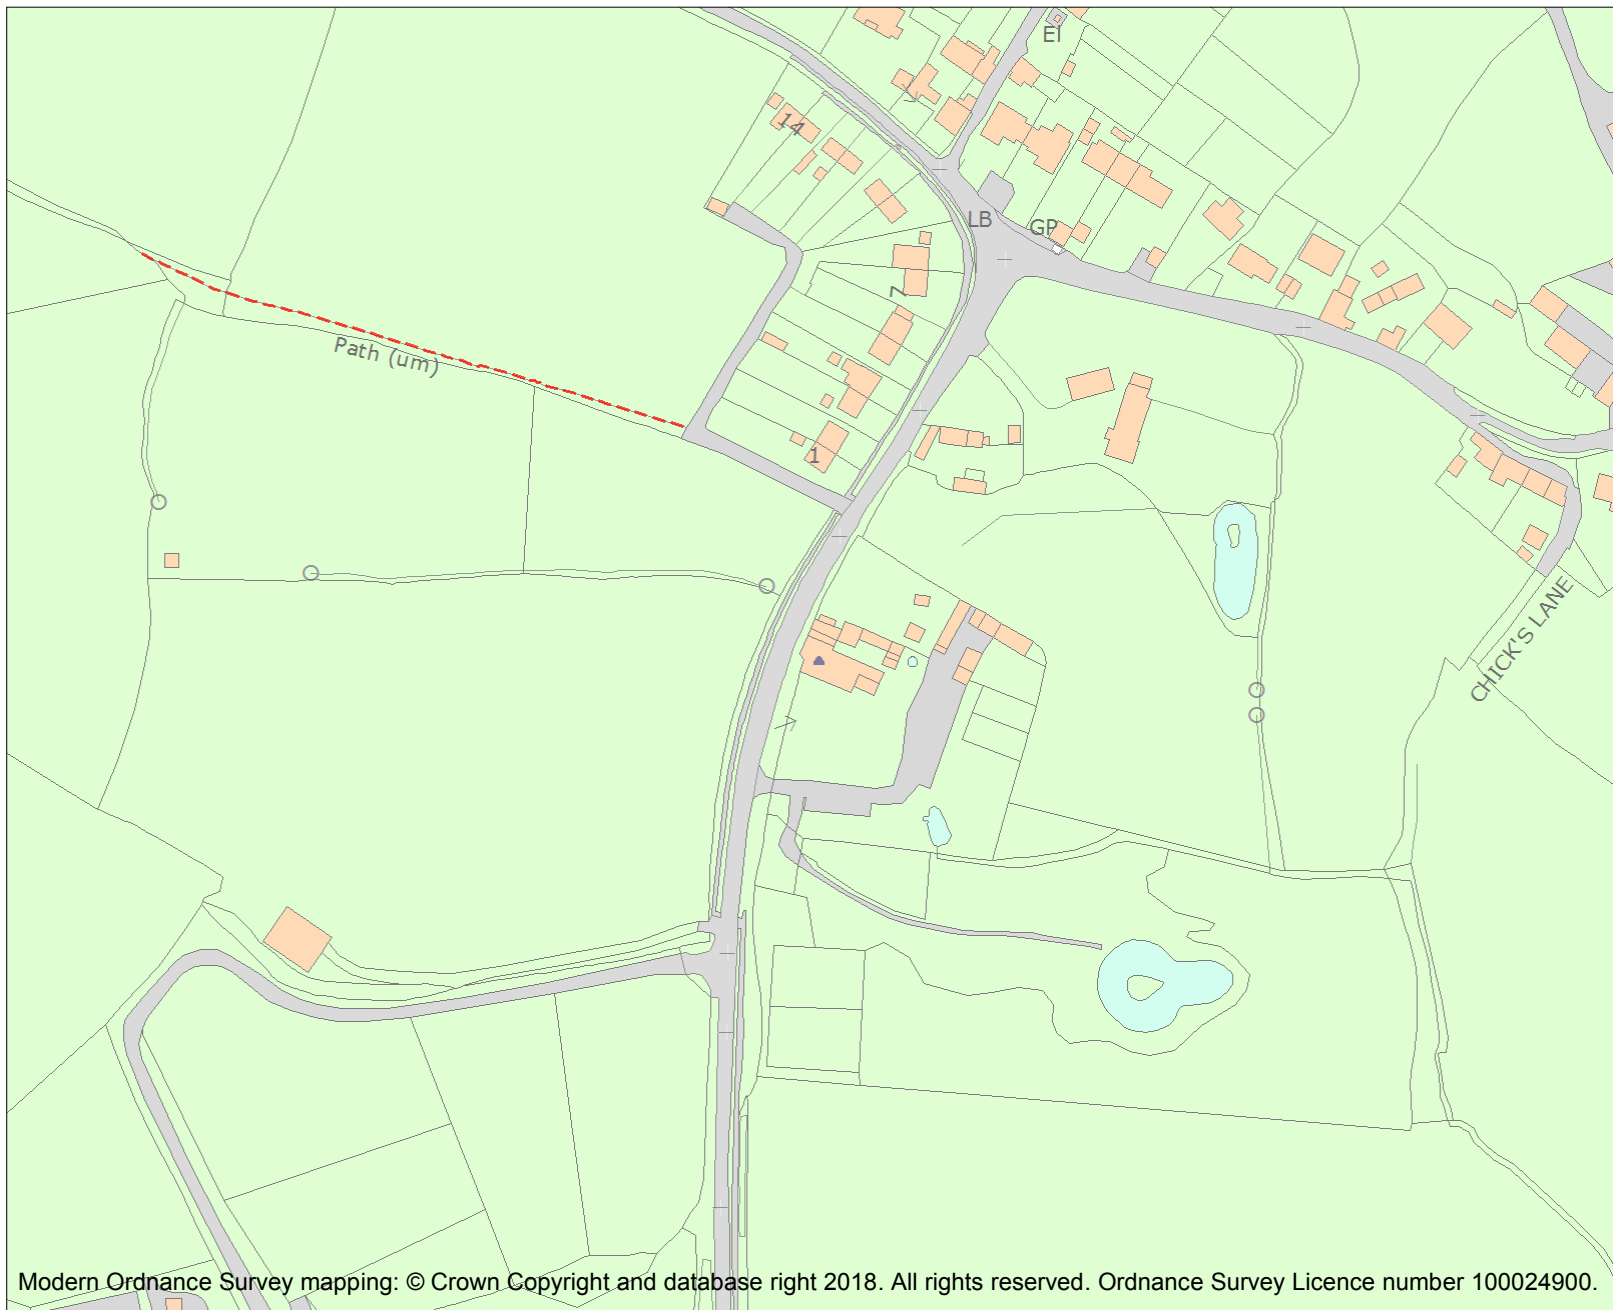 El
14
LB
GP
7
Path (um)
1
CHICK'S LANE
Modern Ordnance Survey mapping: © Crown Copyright and database right 2018. All rights reserved. Ordnance Survey Licence number 100024900.